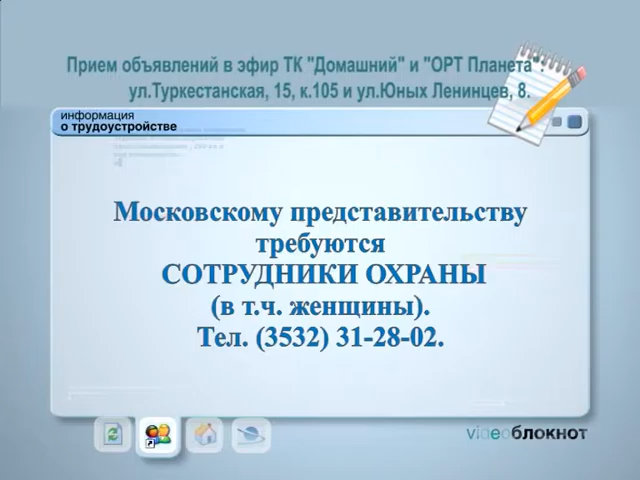 Прием объявлений в эфир ТК "Домашний" и "ОРТ Планета":
ул.Туркестанская, 15, к.105 и ул.Юных Ленинцев, 8.
информация
о трудоустройстве
Московскому представительству
требуются
СОТРУДНИКИ ОХРАНЫ
(в т.ч. женщины).
Тел. (3532) 31-28-02.
videoблокнот